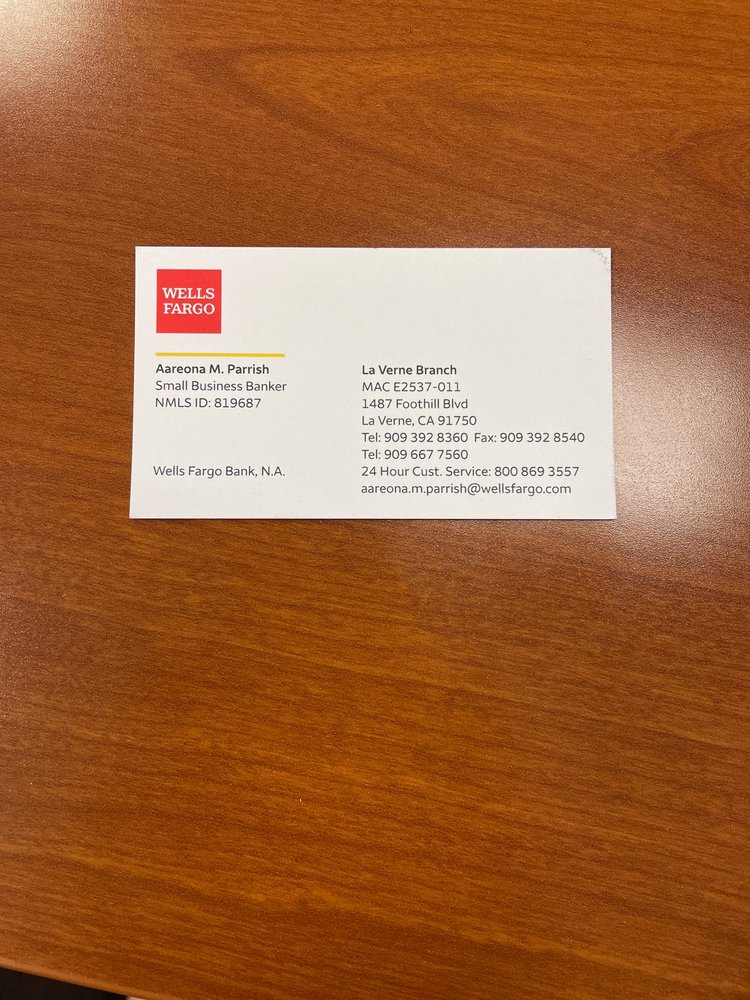 WELLS
FARGO
Aareona M. Parrish
Small Business Banker
NMLS ID: 819687
Wells Fargo Bank, N.A.
La Verne Branch
MAC E2537-011
1487 Foothill Blvd
La Verne, CA 91750
Tel: 909 392 8360 Fax: 909 392 8540
Tel: 909 667 7560
24 Hour Cust. Service: 800 869 3557
aareona.m.parrish@wellsfargo.com